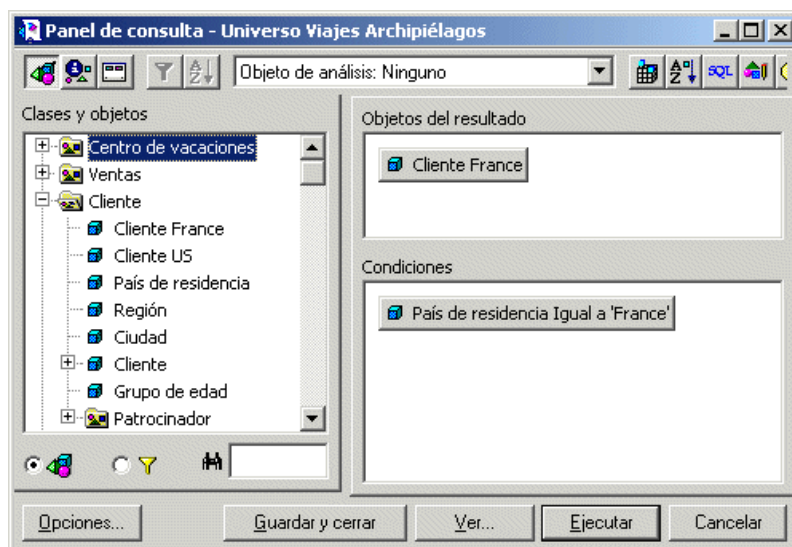 Panel de consulta - Universo Viajes Archipiélagos
Objeto de análisis: Ninguno
SQL
Clases y objetos
Centro de vacaciones
Ventas
Cliente
Cliente France
Cliente US
País de residencia
Región
Ciudad
Cliente
Grupo de edad
Patrocinador
Objetos del resultado
Cliente France
Condiciones
País de residencia Igual a 'France'
Opciones...
Guardar y cerrar
Ver...
Ejecutar
Cancelar